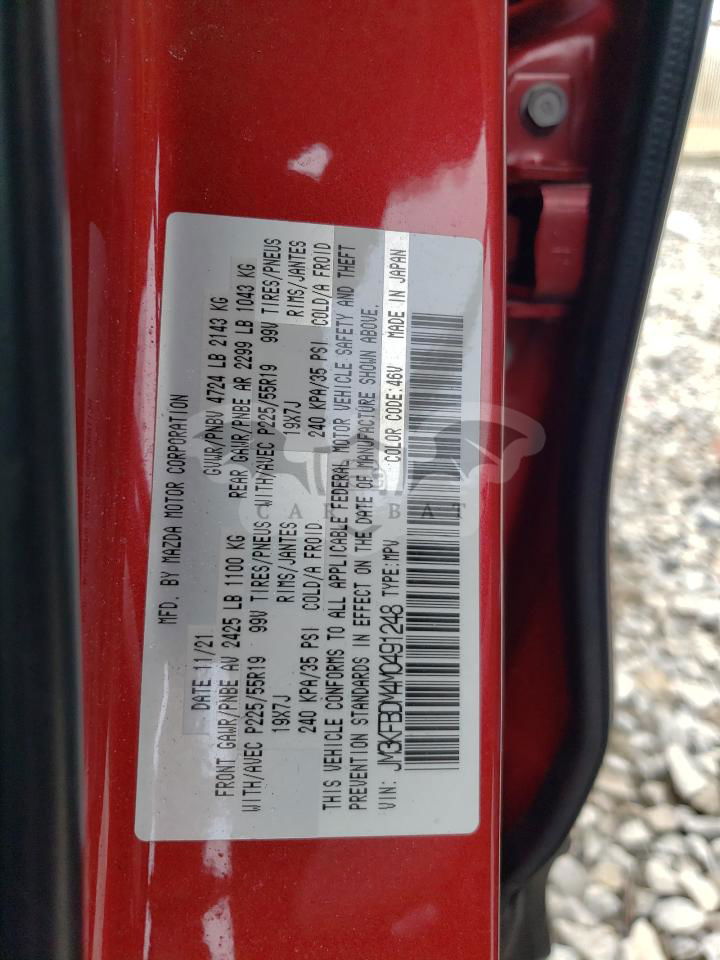 MFD. BY MAZDA MOTOR CORPORATION
DATE 11/21 GVWR/PNBV 4724 LB 2143 KG
FRONT GAWR/PNBE AV 2425 LB 1100 KG REAR GAWR/PNBE AR 2299 LB 1043 KG
WITH/AVEC P225/55R19 99V TIRES/PNEUS WITH/AVEC P225/55R19 99V TIRES/PNEUS
19X7J RIMS/JANTES 19X7J RIMS/JANTES
240 KPA/35 PSI COLD/A FROID 240 KPA/35 PSI COLD/A FROID
THIS VEHICLE CONFORMS TO ALL APPLICABLE FEDERAL MOTOR VEHICLE SAFETY AND THEFT
PREVENTION STANDARDS IN EFFECT ON THE DATE OF MANUFACTURE SHOWN ABOVE.
VIN: JM3KFBDM4M0491248 TYPE:MPV COLOR CODE:46V MADE IN JAPAN
CAR BAT